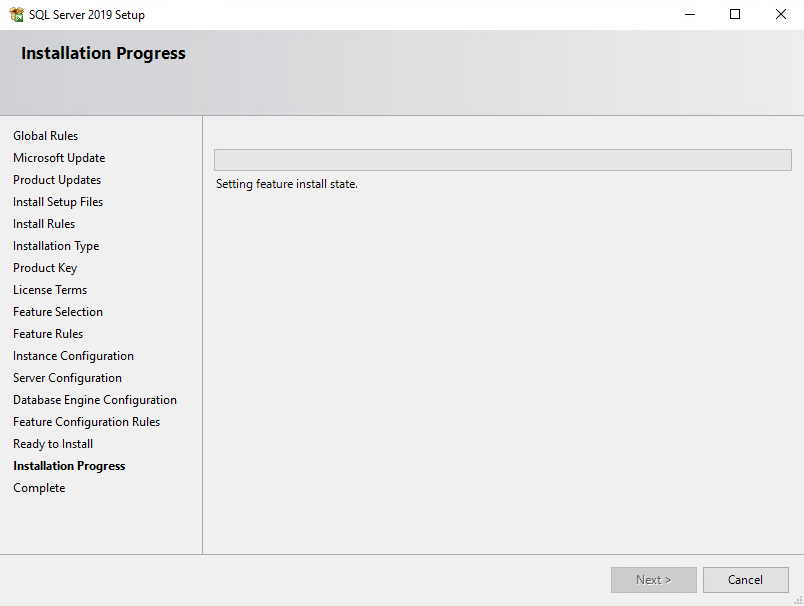 SQL Server 2019 Setup
Installation Progress
Global Rules
Microsoft Update
Product Updates
Install Setup Files
Install Rules
Installation Type
Product Key
License Terms
Feature Selection
Feature Rules
Instance Configuration
Server Configuration
Database Engine Configuration
Feature Configuration Rules
Ready to Install
Installation Progress
Complete
Setting feature install state.
Next >
Cancel